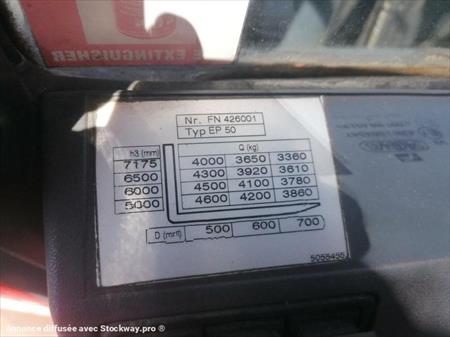 EXTINGUISHER
Nr. FN 426001
Typ EP 50
h3 (mm) Q (kg)
7175 4000 3650 3360
6500 4300 3920 3610
6000 4500 4100 3780
5000 4600 4200 3860
D (mm) 500 600 700
5055455
Annonce diffusée avec Stockway.pro ®